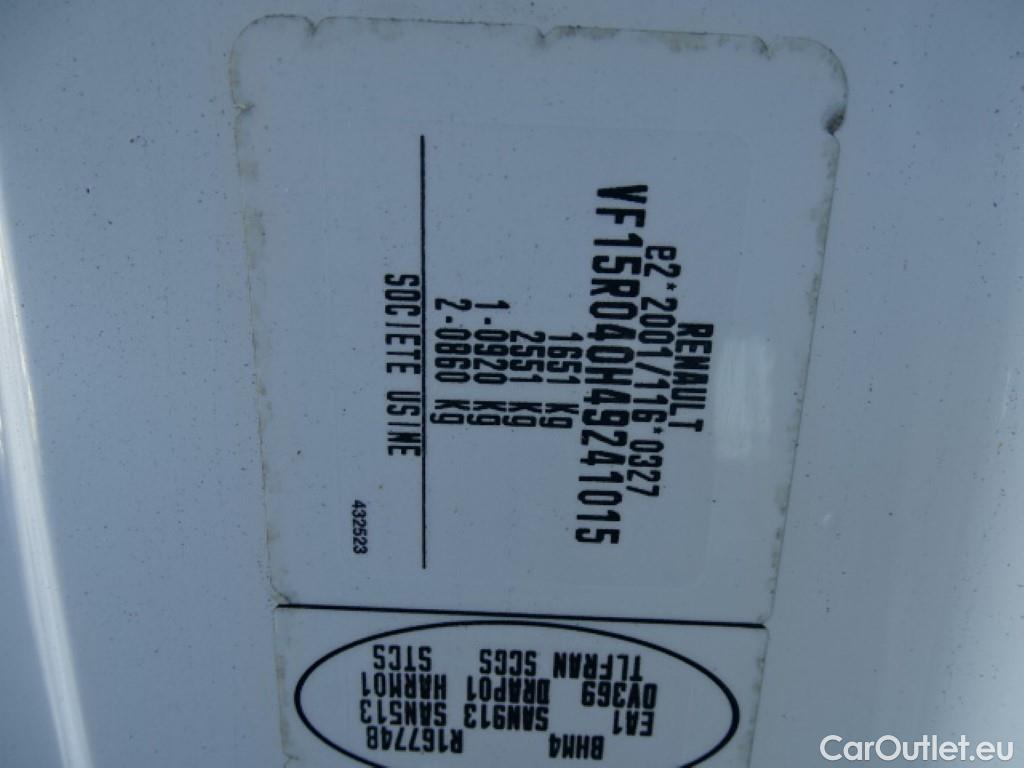 RENAULT
e2*2001/116*0327
VF15R040H49241015
1651 Kg
2551 Kg
1-0920 Kg
2-0860 Kg
SOCIETE USINE
432523
BHM4 EA1
DV369 TLFRAN
SAN913 DRAP01 SCGS
SAN513 HARM01 STCS
R167748
CarOutlet.eu